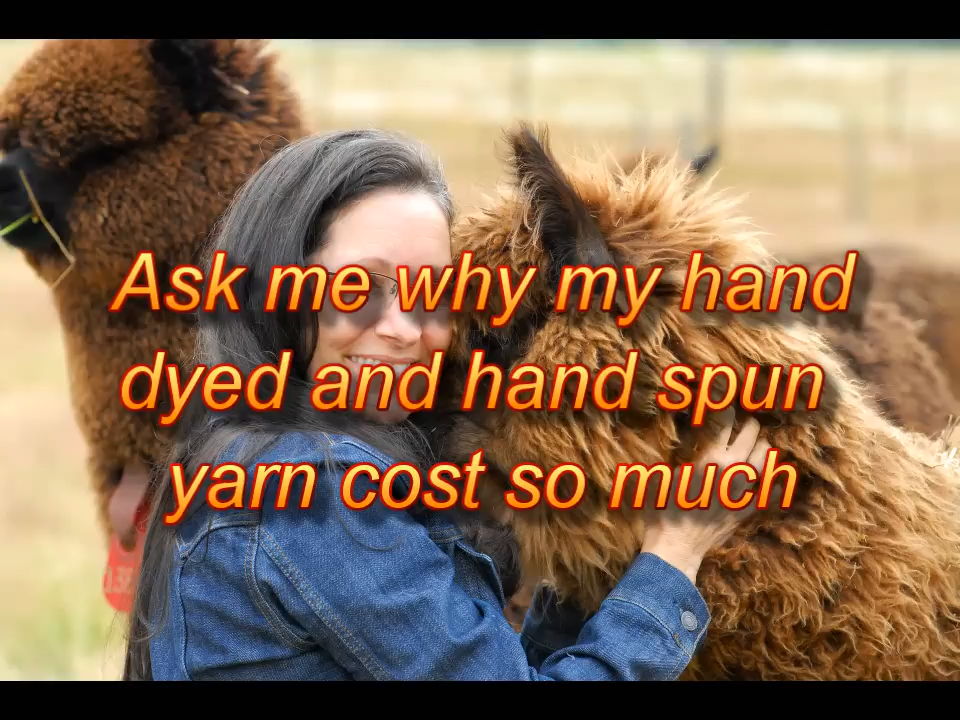 Ask me why my hand
dyed and hand spun
yarn cost so much